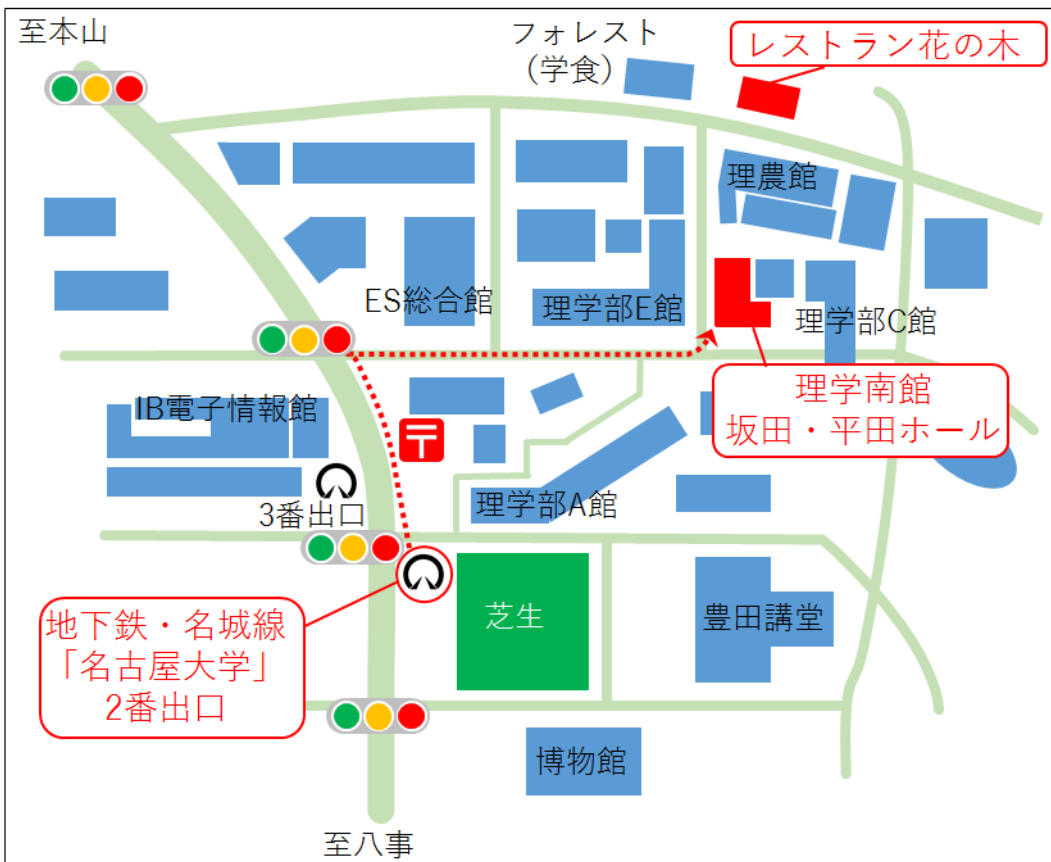 至本山
フォレスト
（学食）
レストラン花の木
理農館
ES総合館
理学部E館
理学部C館
理学南館
坂田・平田ホール
IB電子情報館
〒
3番出口
理学部A館
地下鉄・名城線
「名古屋大学」
2番出口
芝生
豊田講堂
博物館
至八事